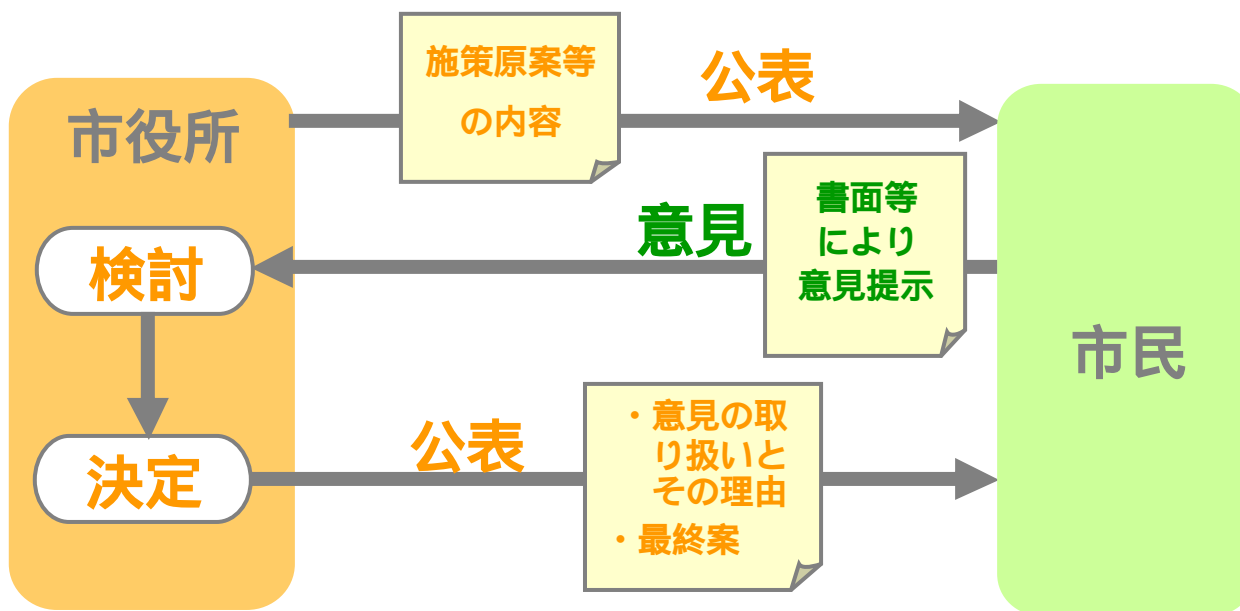 市役所
施策原案等
の内容
公表
書面等
により
意見提示
意見
検討
市民
決定
公表
・意見の取
り扱いと
その理由
・最終案